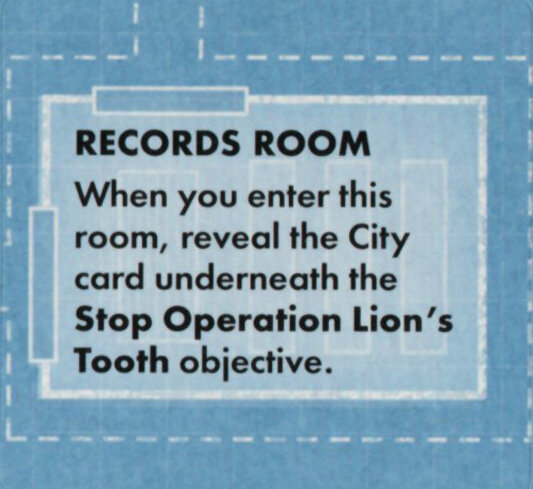 RECORDS ROOM
When you enter this
room, reveal the City
card underneath the
Stop Operation Lion's
Tooth objective.